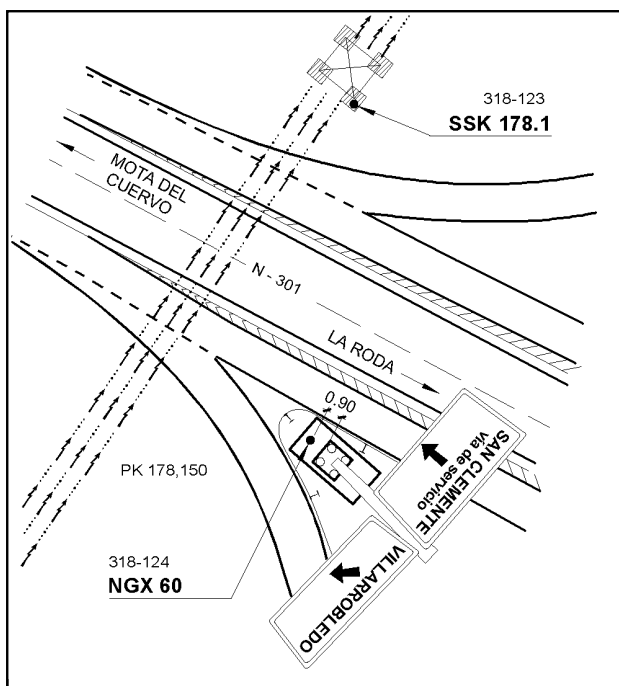 318-123
SSK 178.1
MOTA DEL
CUERVO
N - 301
LA RODA
0.90
SAN CLEMENTE
vía de servicio
PK 178,150
318-124
NGX 60
VILLARROBLEDO